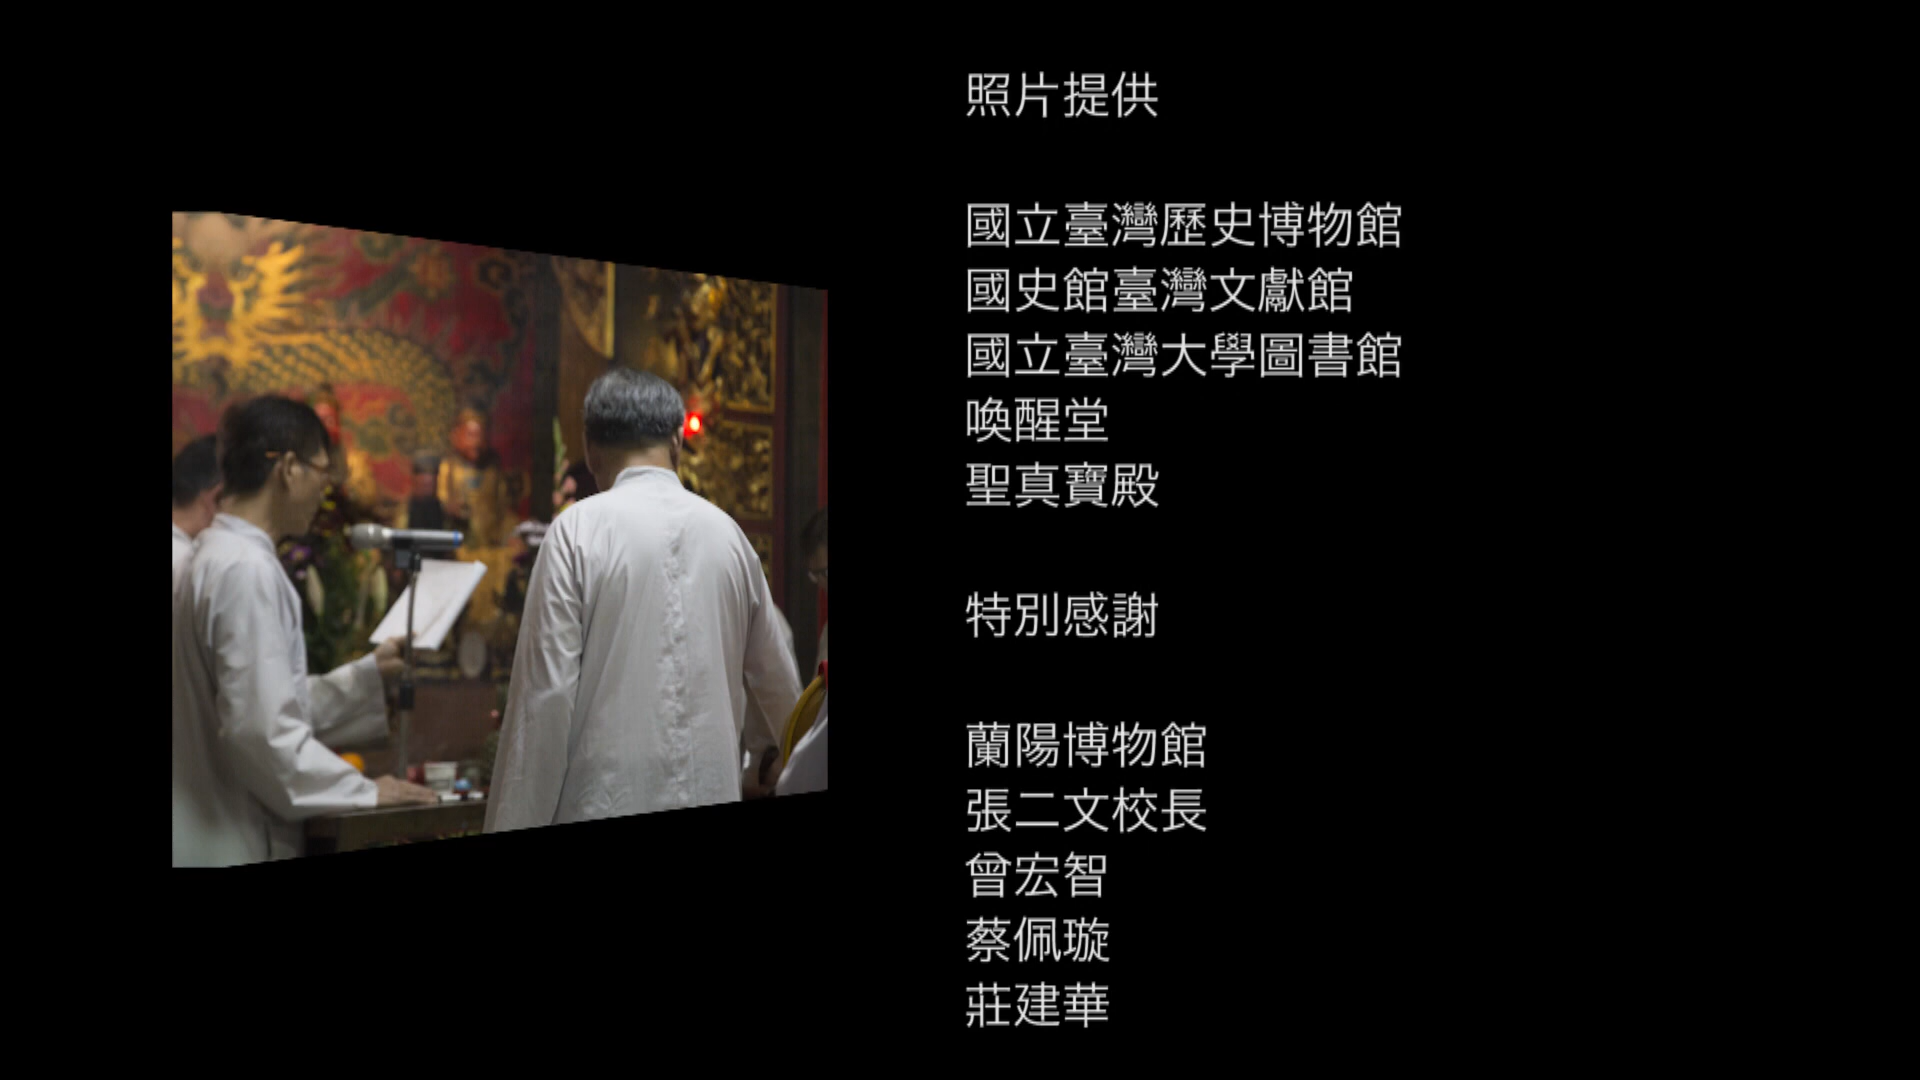 照片提供
國立臺灣歷史博物館
國史館臺灣文獻館
國立臺灣大學圖書館
喚醒堂
聖真寶殿
特別感謝
蘭陽博物館
張二文校長
曾宏智
蔡佩璇
莊建華